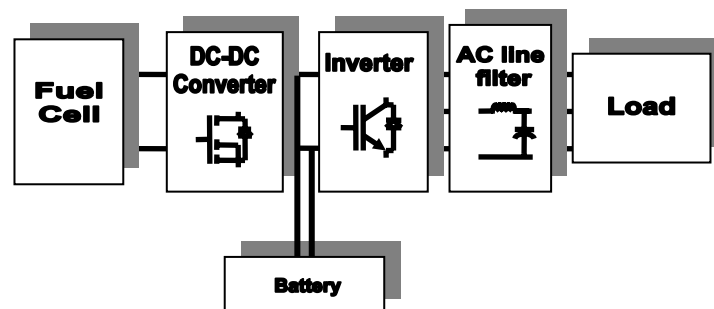 Fuel
Cell
DC-DC
Converter
Inverter
AC line
filter
Load
Battery